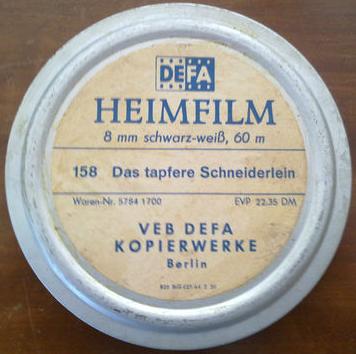 DEFA
HEIMFILM
8 mm schwarz-weiß, 60 m
158 Das tapfere Schneiderlein
Waren-Nr. 5784 1700 EVP 22,35 DM
VEB DEFA
KOPIERWERKE
Berlin